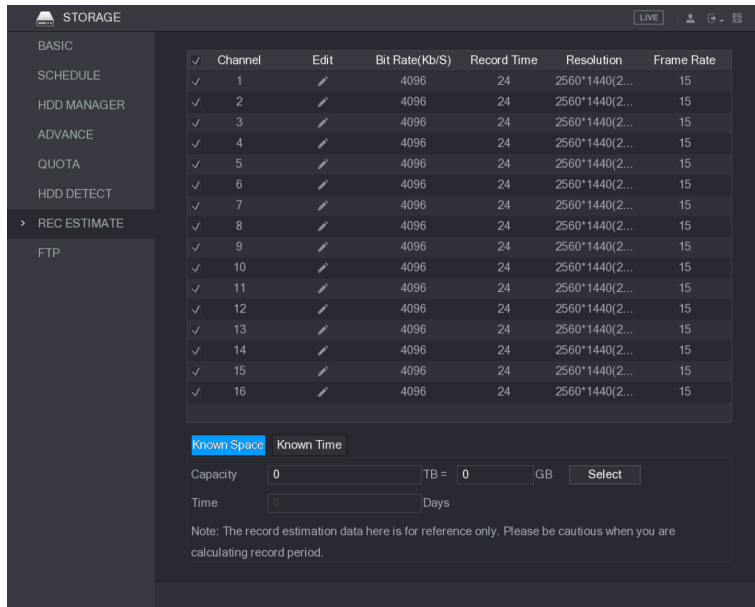 STORAGE
LIVE
BASIC
SCHEDULE
HDD MANAGER
ADVANCE
QUOTA
HDD DETECT
REC ESTIMATE
FTP
Channel Edit Bit Rate(Kb/S) Record Time Resolution Frame Rate
1 4096 24 2560*1440(2... 15
2 4096 24 2560*1440(2... 15
3 4096 24 2560*1440(2... 15
4 4096 24 2560*1440(2... 15
5 4096 24 2560*1440(2... 15
6 4096 24 2560*1440(2... 15
7 4096 24 2560*1440(2... 15
8 4096 24 2560*1440(2... 15
9 4096 24 2560*1440(2... 15
10 4096 24 2560*1440(2... 15
11 4096 24 2560*1440(2... 15
12 4096 24 2560*1440(2... 15
13 4096 24 2560*1440(2... 15
14 4096 24 2560*1440(2... 15
15 4096 24 2560*1440(2... 15
16 4096 24 2560*1440(2... 15
Known Space Known Time
Capacity 0 TB = 0 GB Select
Time 0 Days
Note: The record estimation data here is for reference only. Please be cautious when you are
calculating record period.